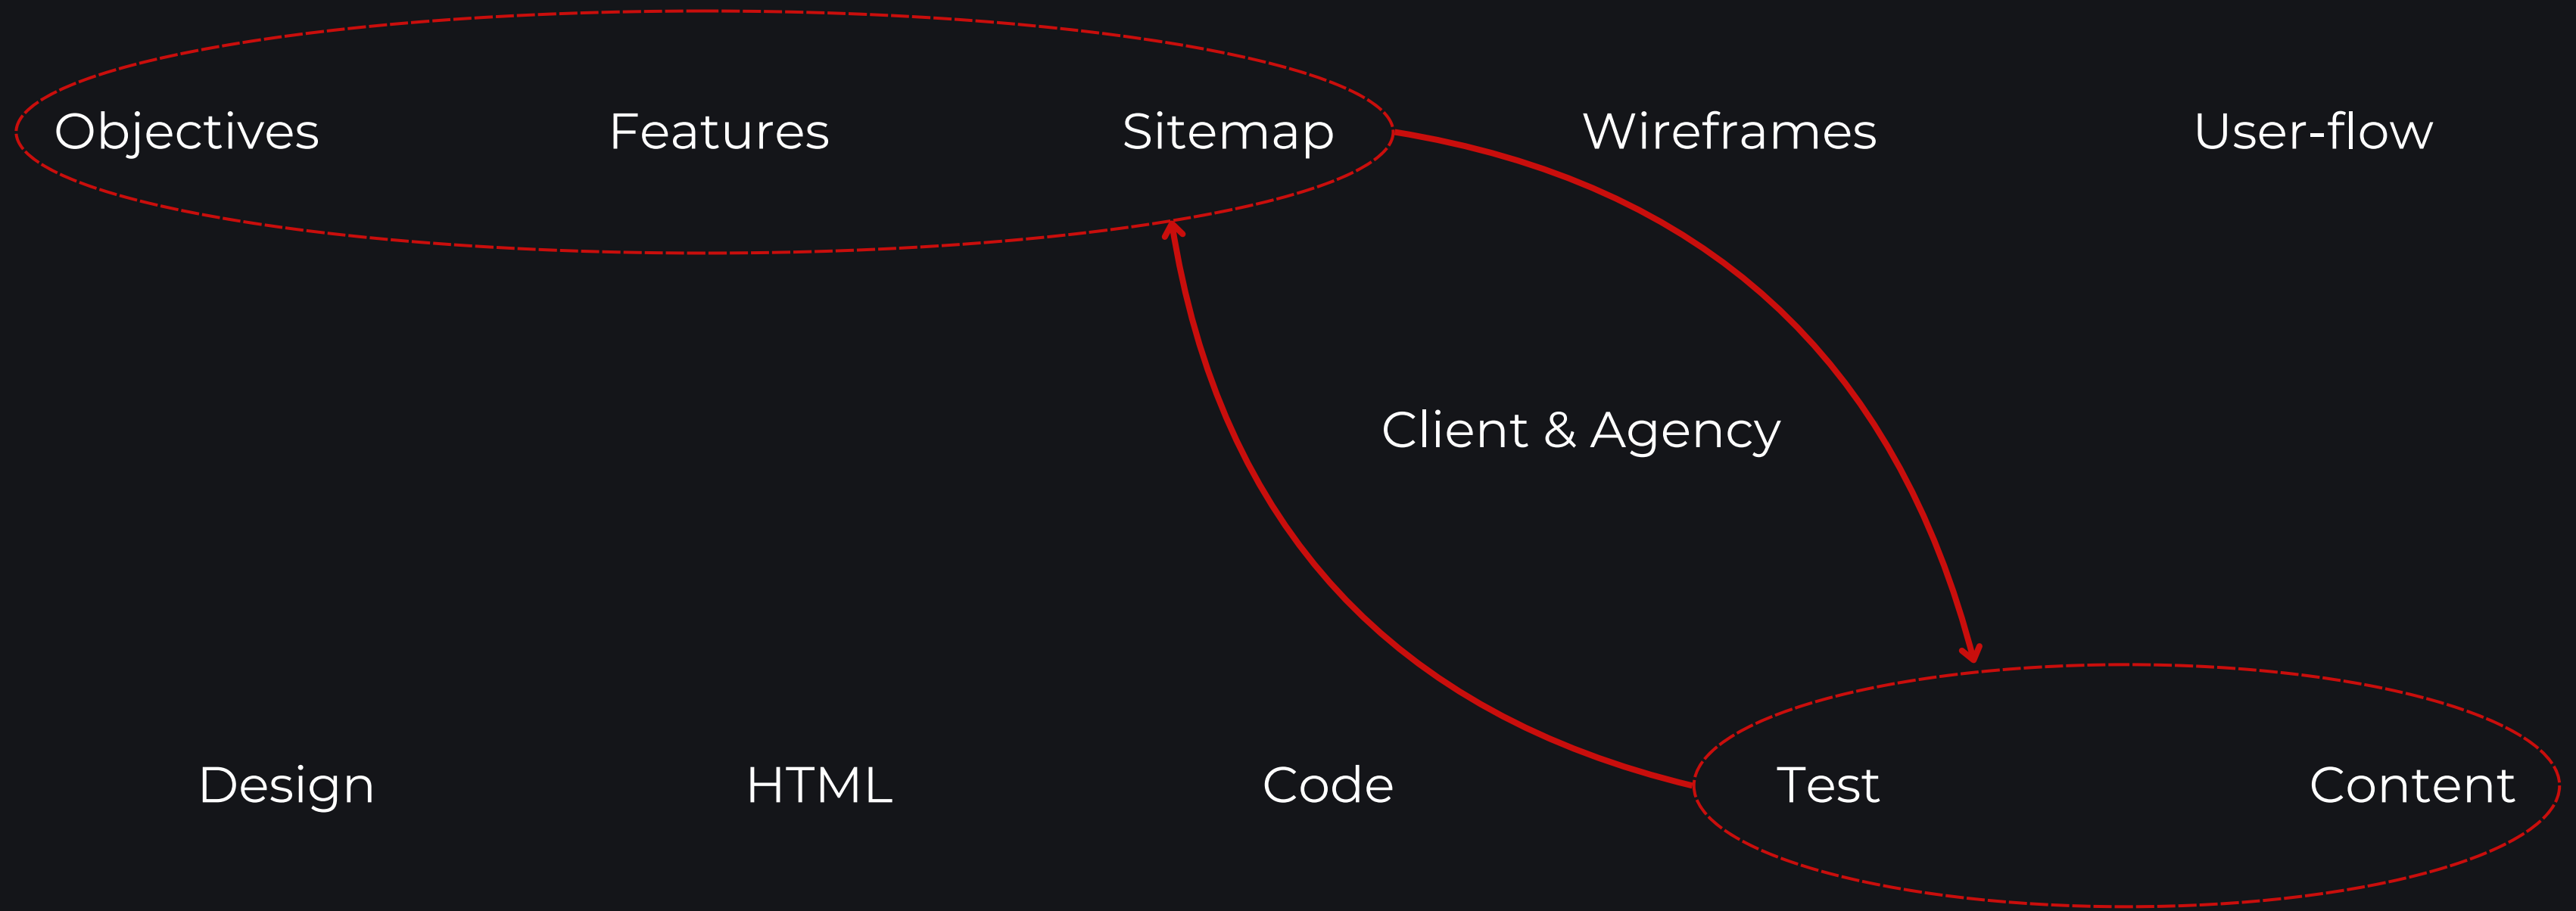 Objectives Features Sitemap Wireframes User-flow
Client & Agency
Design HTML Code Test Content